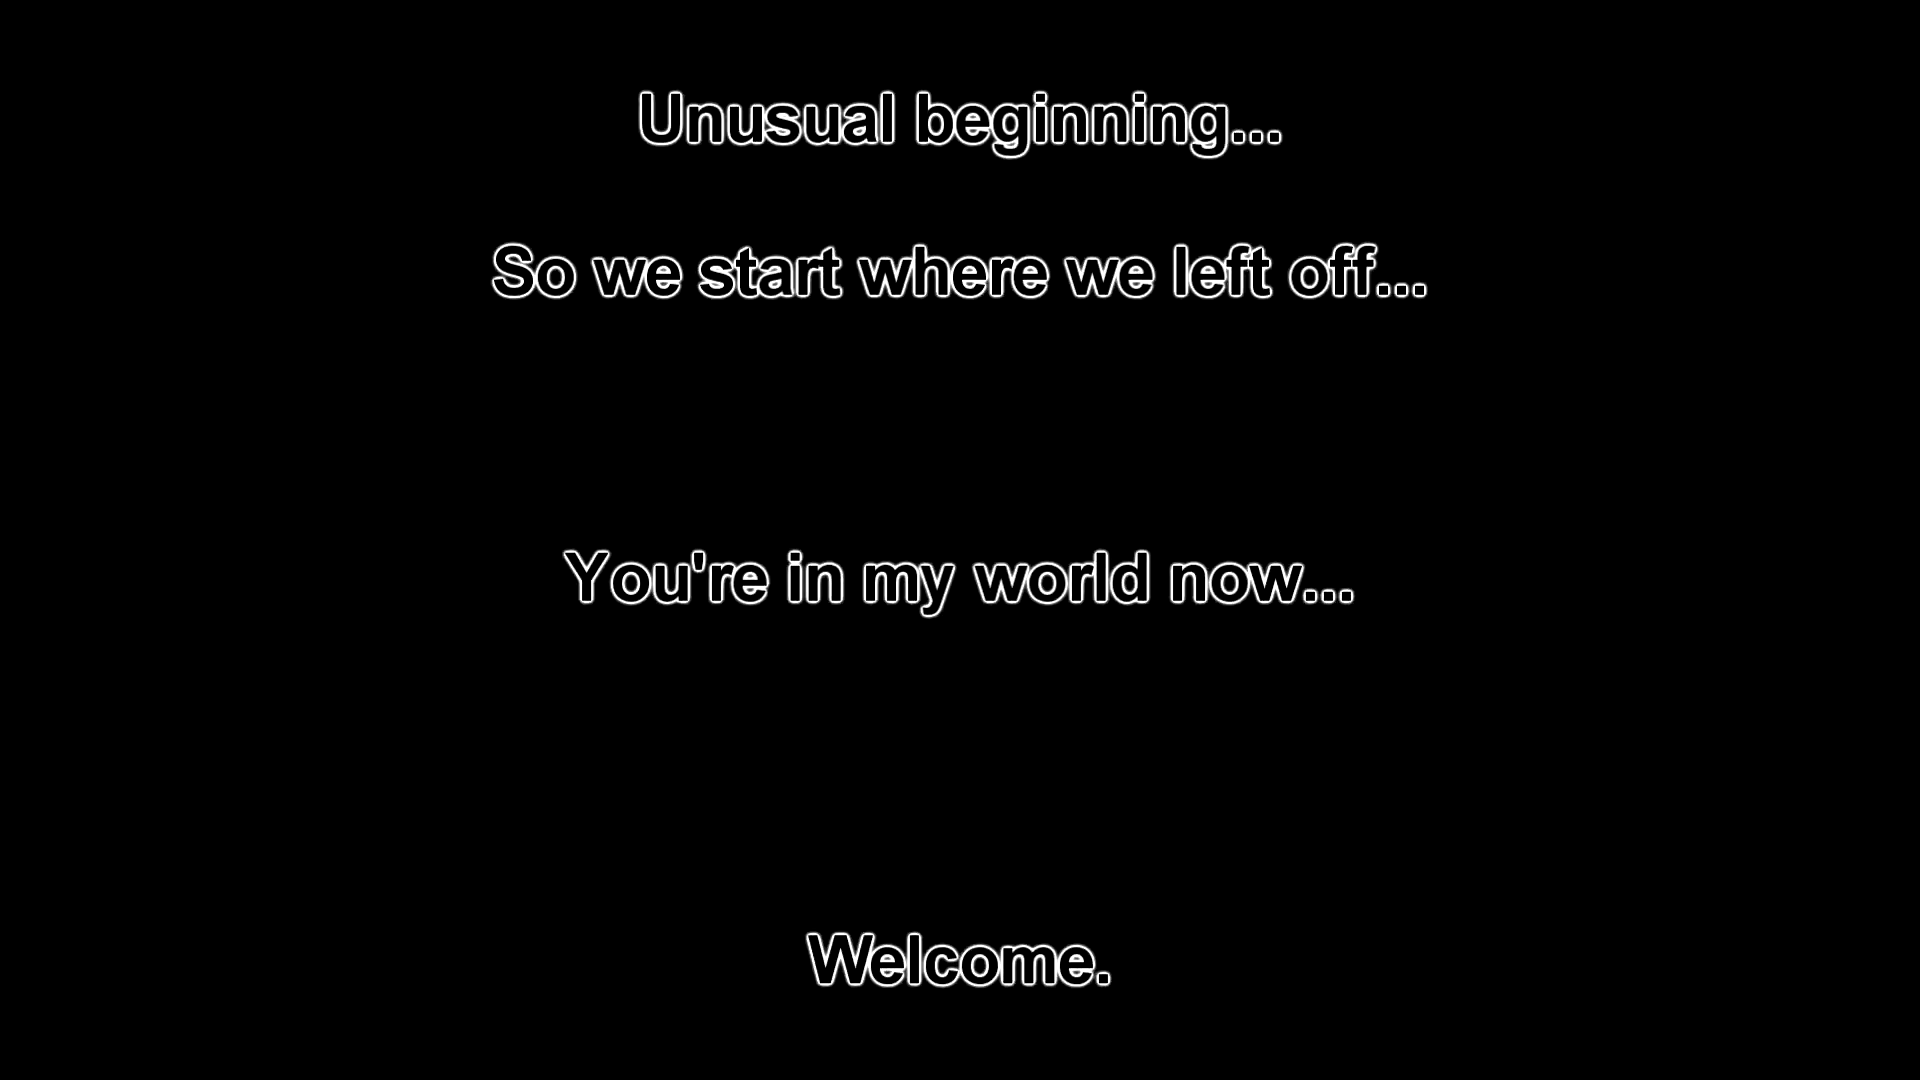 Unusual beginning...
So we start where we left off...
You're in my world now...
Welcome.